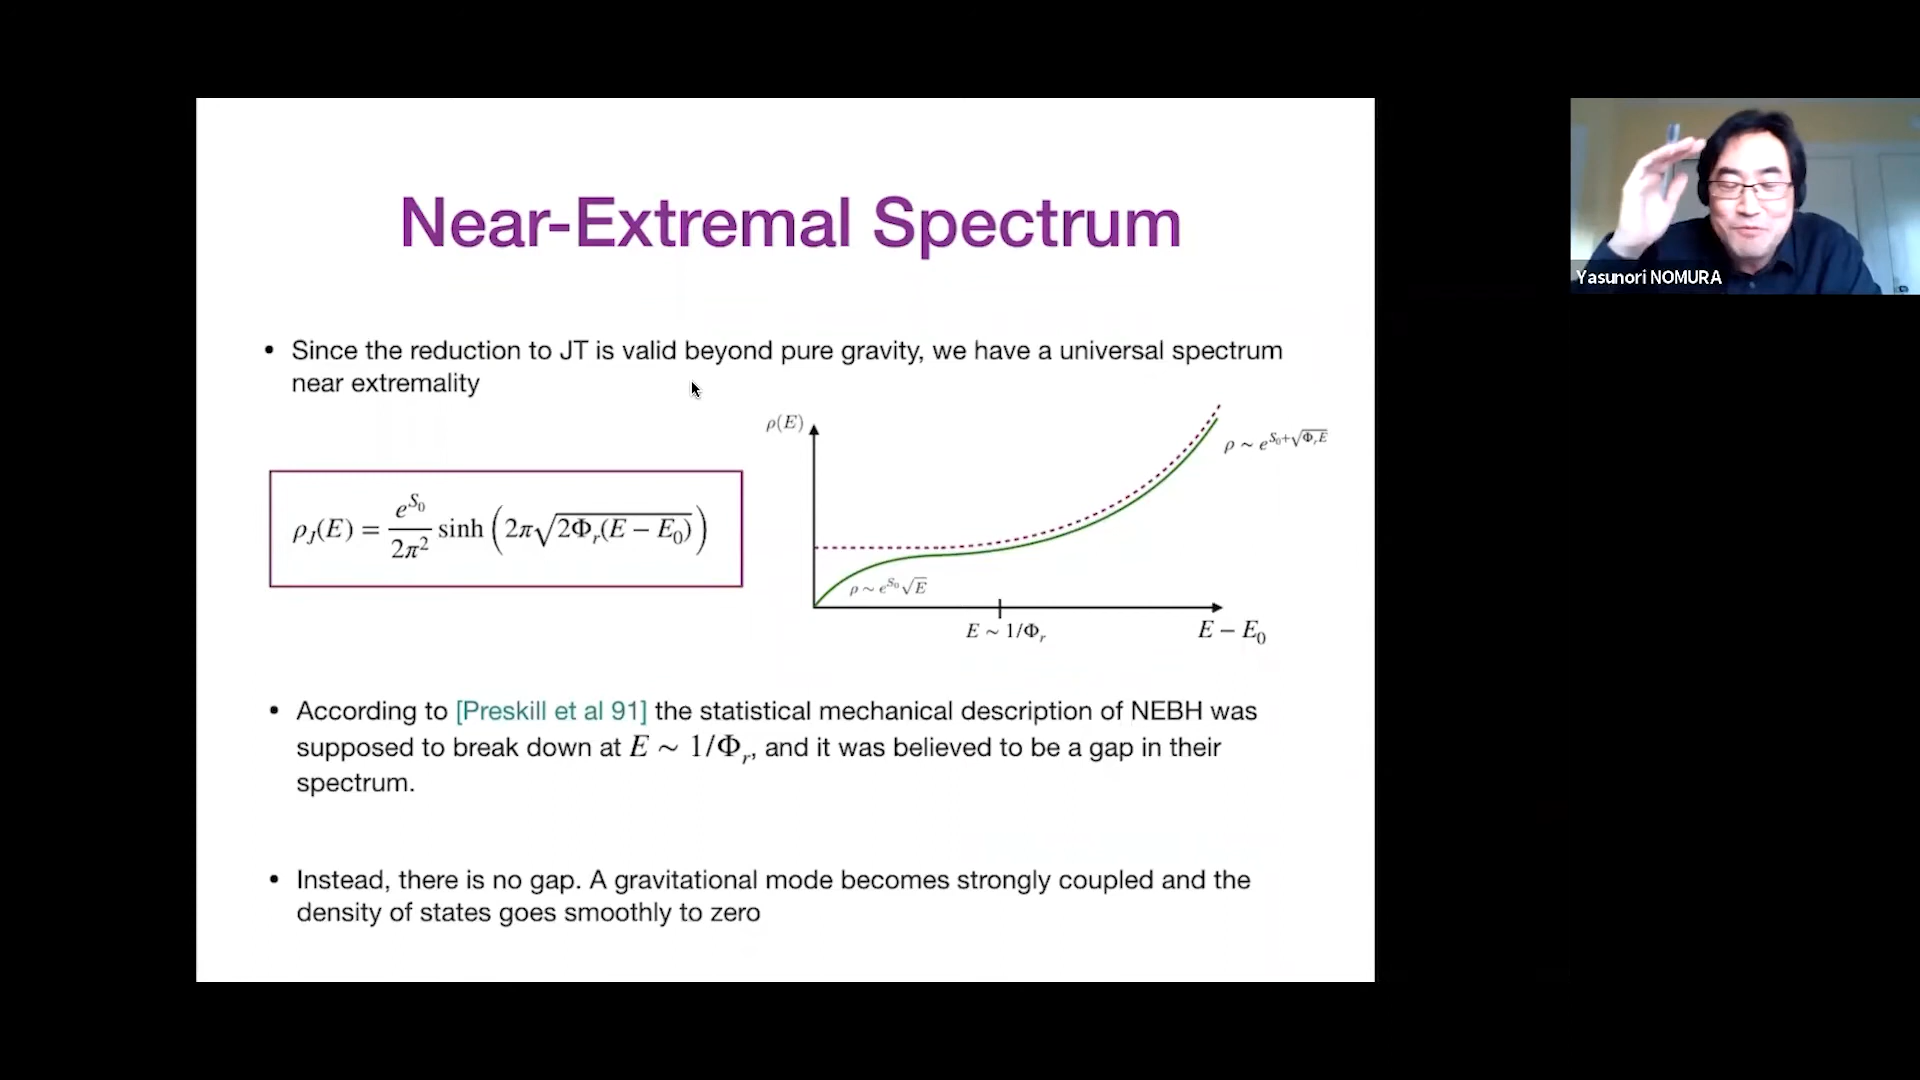 Near-Extremal Spectrum
Yasunori NOMURA
• Since the reduction to JT is valid beyond pure gravity, we have a universal spectrum
near extremality
ρ_J(E) = e^{S_0}/2π² sinh (2π√(2Φ_r(E − E_0)))
ρ(E)
ρ ∼ e^{S_0+√(Φ_r E)}
ρ ∼ e^{S_0}√E
E ∼ 1/Φ_r
E − E_0
• According to [Preskill et al 91] the statistical mechanical description of NEBH was
supposed to break down at E ∼ 1/Φ_r, and it was believed to be a gap in their
spectrum.
• Instead, there is no gap. A gravitational mode becomes strongly coupled and the
density of states goes smoothly to zero